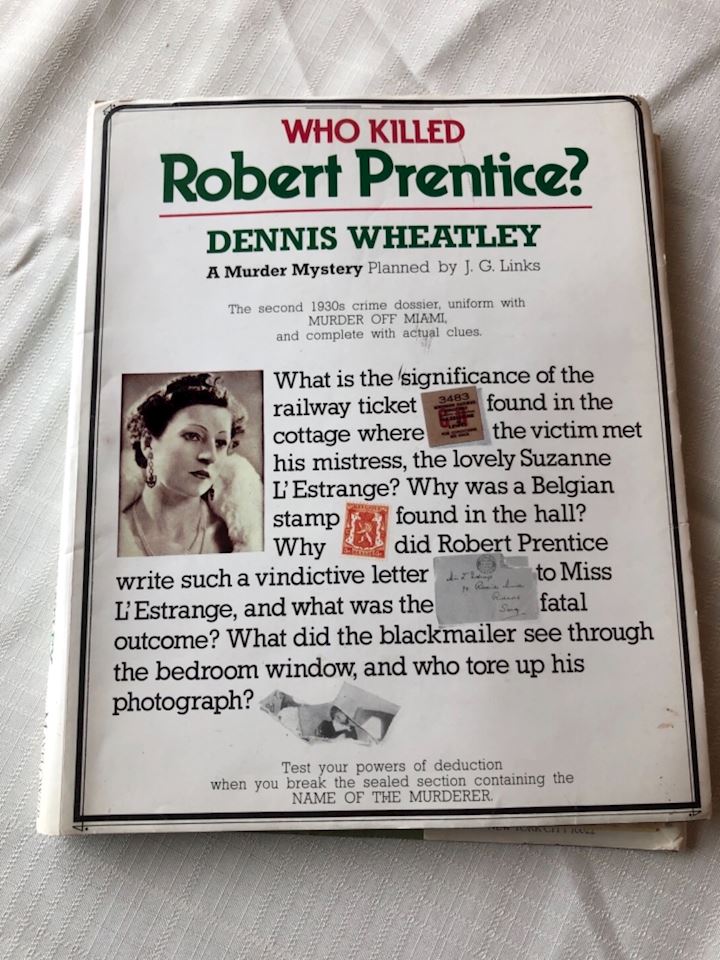 WHO KILLED
Robert Prentice?
DENNIS WHEATLEY
A Murder Mystery Planned by J. G. Links
The second 1930s crime dossier, uniform with
MURDER OFF MIAMI,
and complete with actual clues.
What is the significance of the
railway ticket 3483 found in the
cottage where the victim met
his mistress, the lovely Suzanne
L'Estrange? Why was a Belgian
stamp found in the hall?
Why did Robert Prentice
write such a vindictive letter to Miss
L'Estrange, and what was the fatal
outcome? What did the blackmailer see through
the bedroom window, and who tore up his
photograph?
Test your powers of deduction
when you break the sealed section containing the
NAME OF THE MURDERER.